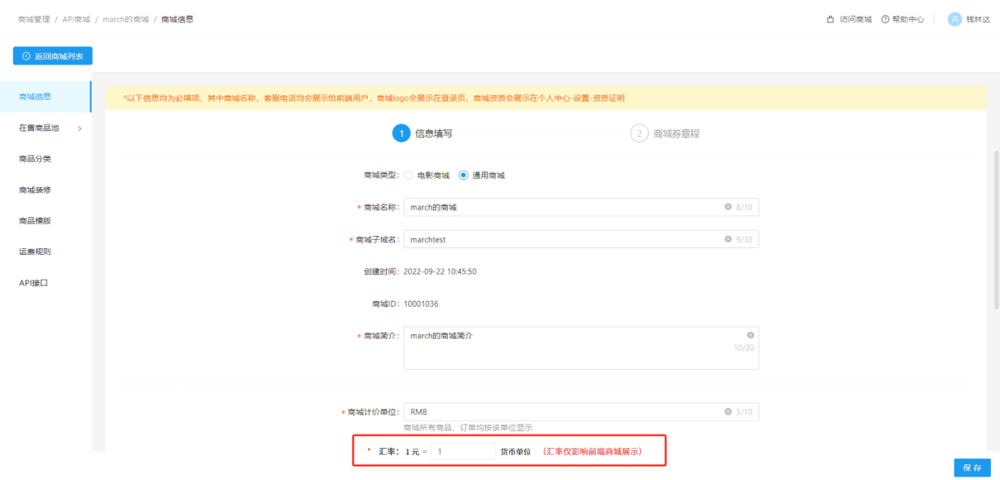 商城管理 / API商城 / march的商城 / 商城信息
访问商城 帮助中心 钱林达
返回商城列表
商城信息
在售商品池
商品分类
商城装修
商品模版
运费规则
API接口
*以下信息均为必填项，其中商城名称，客服电话均会展示给前端用户，商城logo会展示在登录页，商城资质会展示在个人中心-设置-资质证明
1 信息填写
2 商城券章程
商城类型: 电影商城 通用商城
* 商城名称: march的商城 8/10
* 商城子域名: marchtest 9/30
创建时间: 2022-09-22 10:45:50
商城ID: 10001036
* 商城简介: march的商城简介
10/30
* 商城计价单位: RMB 3/10
商城所有商品、订单均按该单位显示
* 汇率: 1元 = 1 货币单位 （汇率仅影响前端商城展示）
保存